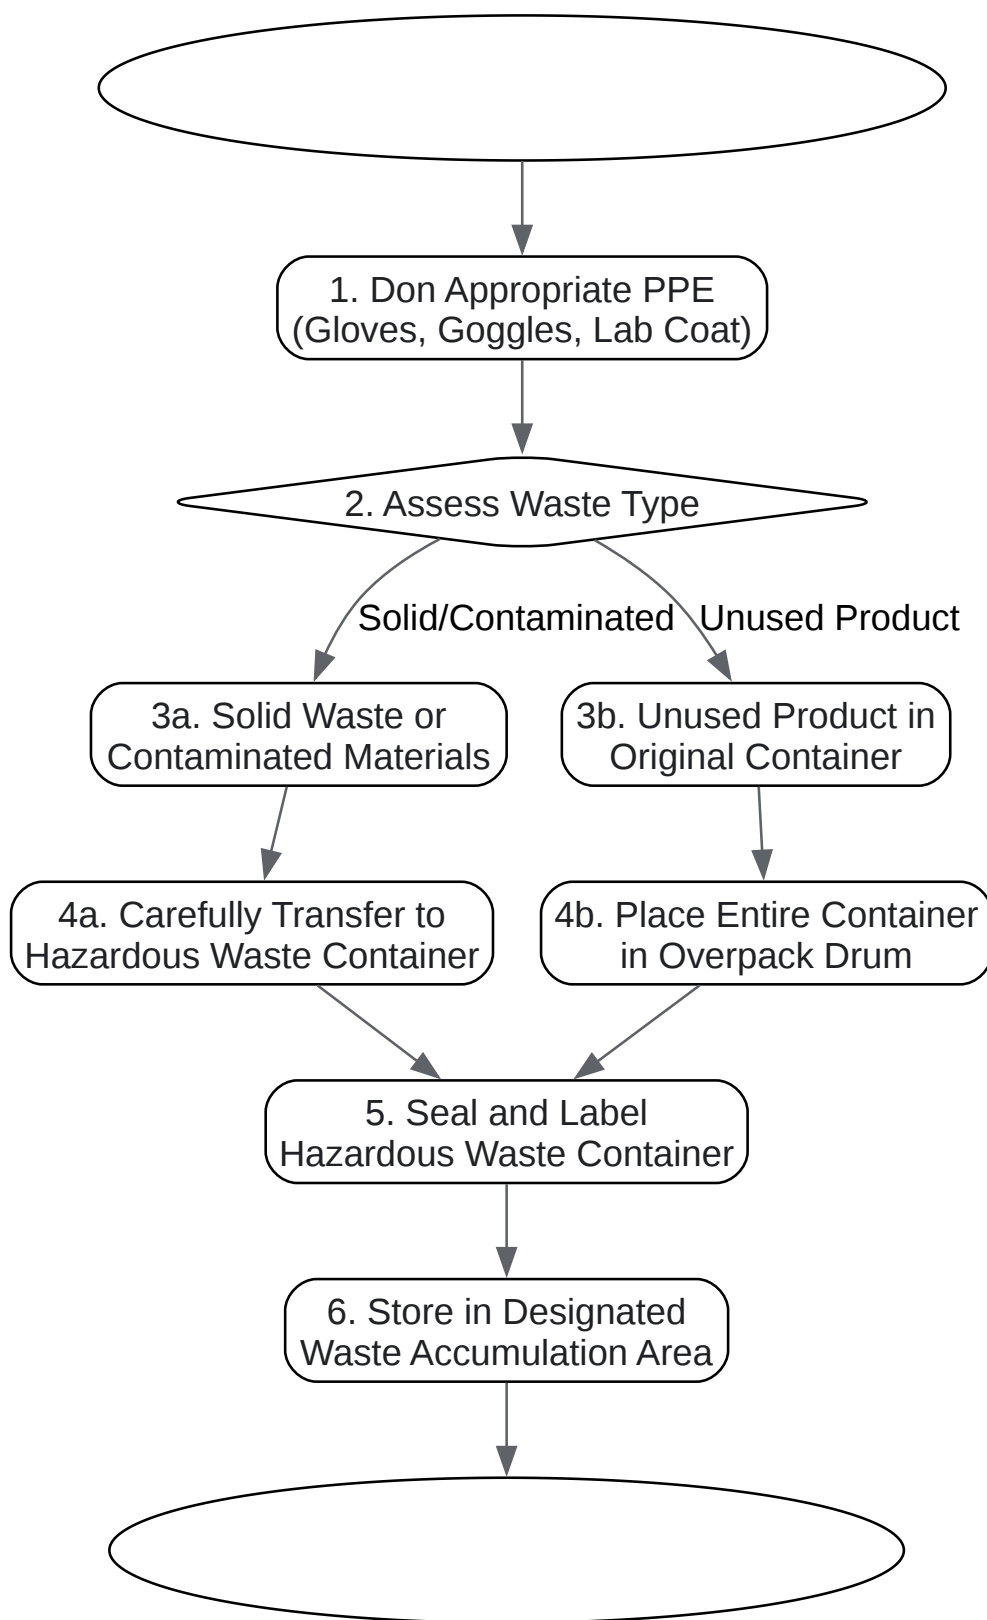 1. Don Appropriate PPE
(Gloves, Goggles, Lab Coat)
2. Assess Waste Type
Solid/Contaminated
Unused Product
3a. Solid Waste or
Contaminated Materials
3b. Unused Product in
Original Container
4a. Carefully Transfer to
Hazardous Waste Container
4b. Place Entire Container
in Overpack Drum
5. Seal and Label
Hazardous Waste Container
6. Store in Designated
Waste Accumulation Area